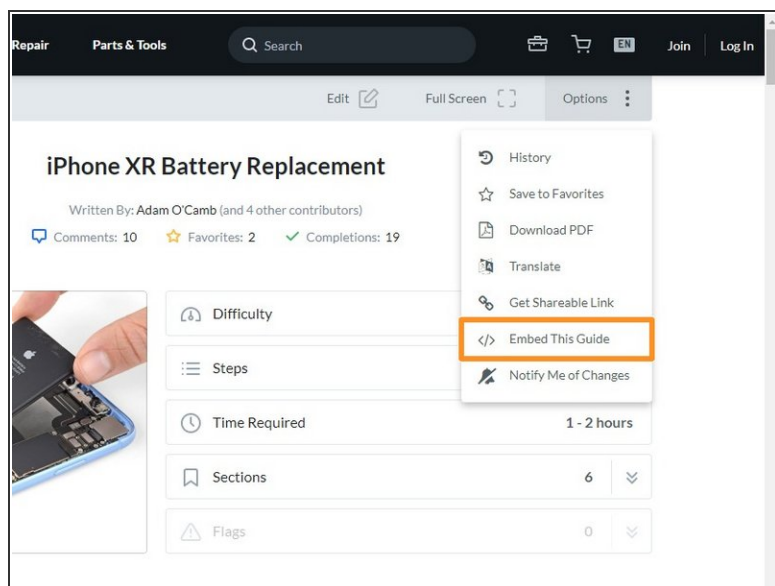 Repair Parts & Tools Search EN Join Log In
Edit Full Screen Options
iPhone XR Battery Replacement
Written By: Adam O'Camb (and 4 other contributors)
Comments: 10 Favorites: 2 Completions: 19
History
Save to Favorites
Download PDF
Translate
Get Shareable Link
</> Embed This Guide
Notify Me of Changes
Difficulty
Steps
Time Required 1 - 2 hours
Sections 6
Flags 0